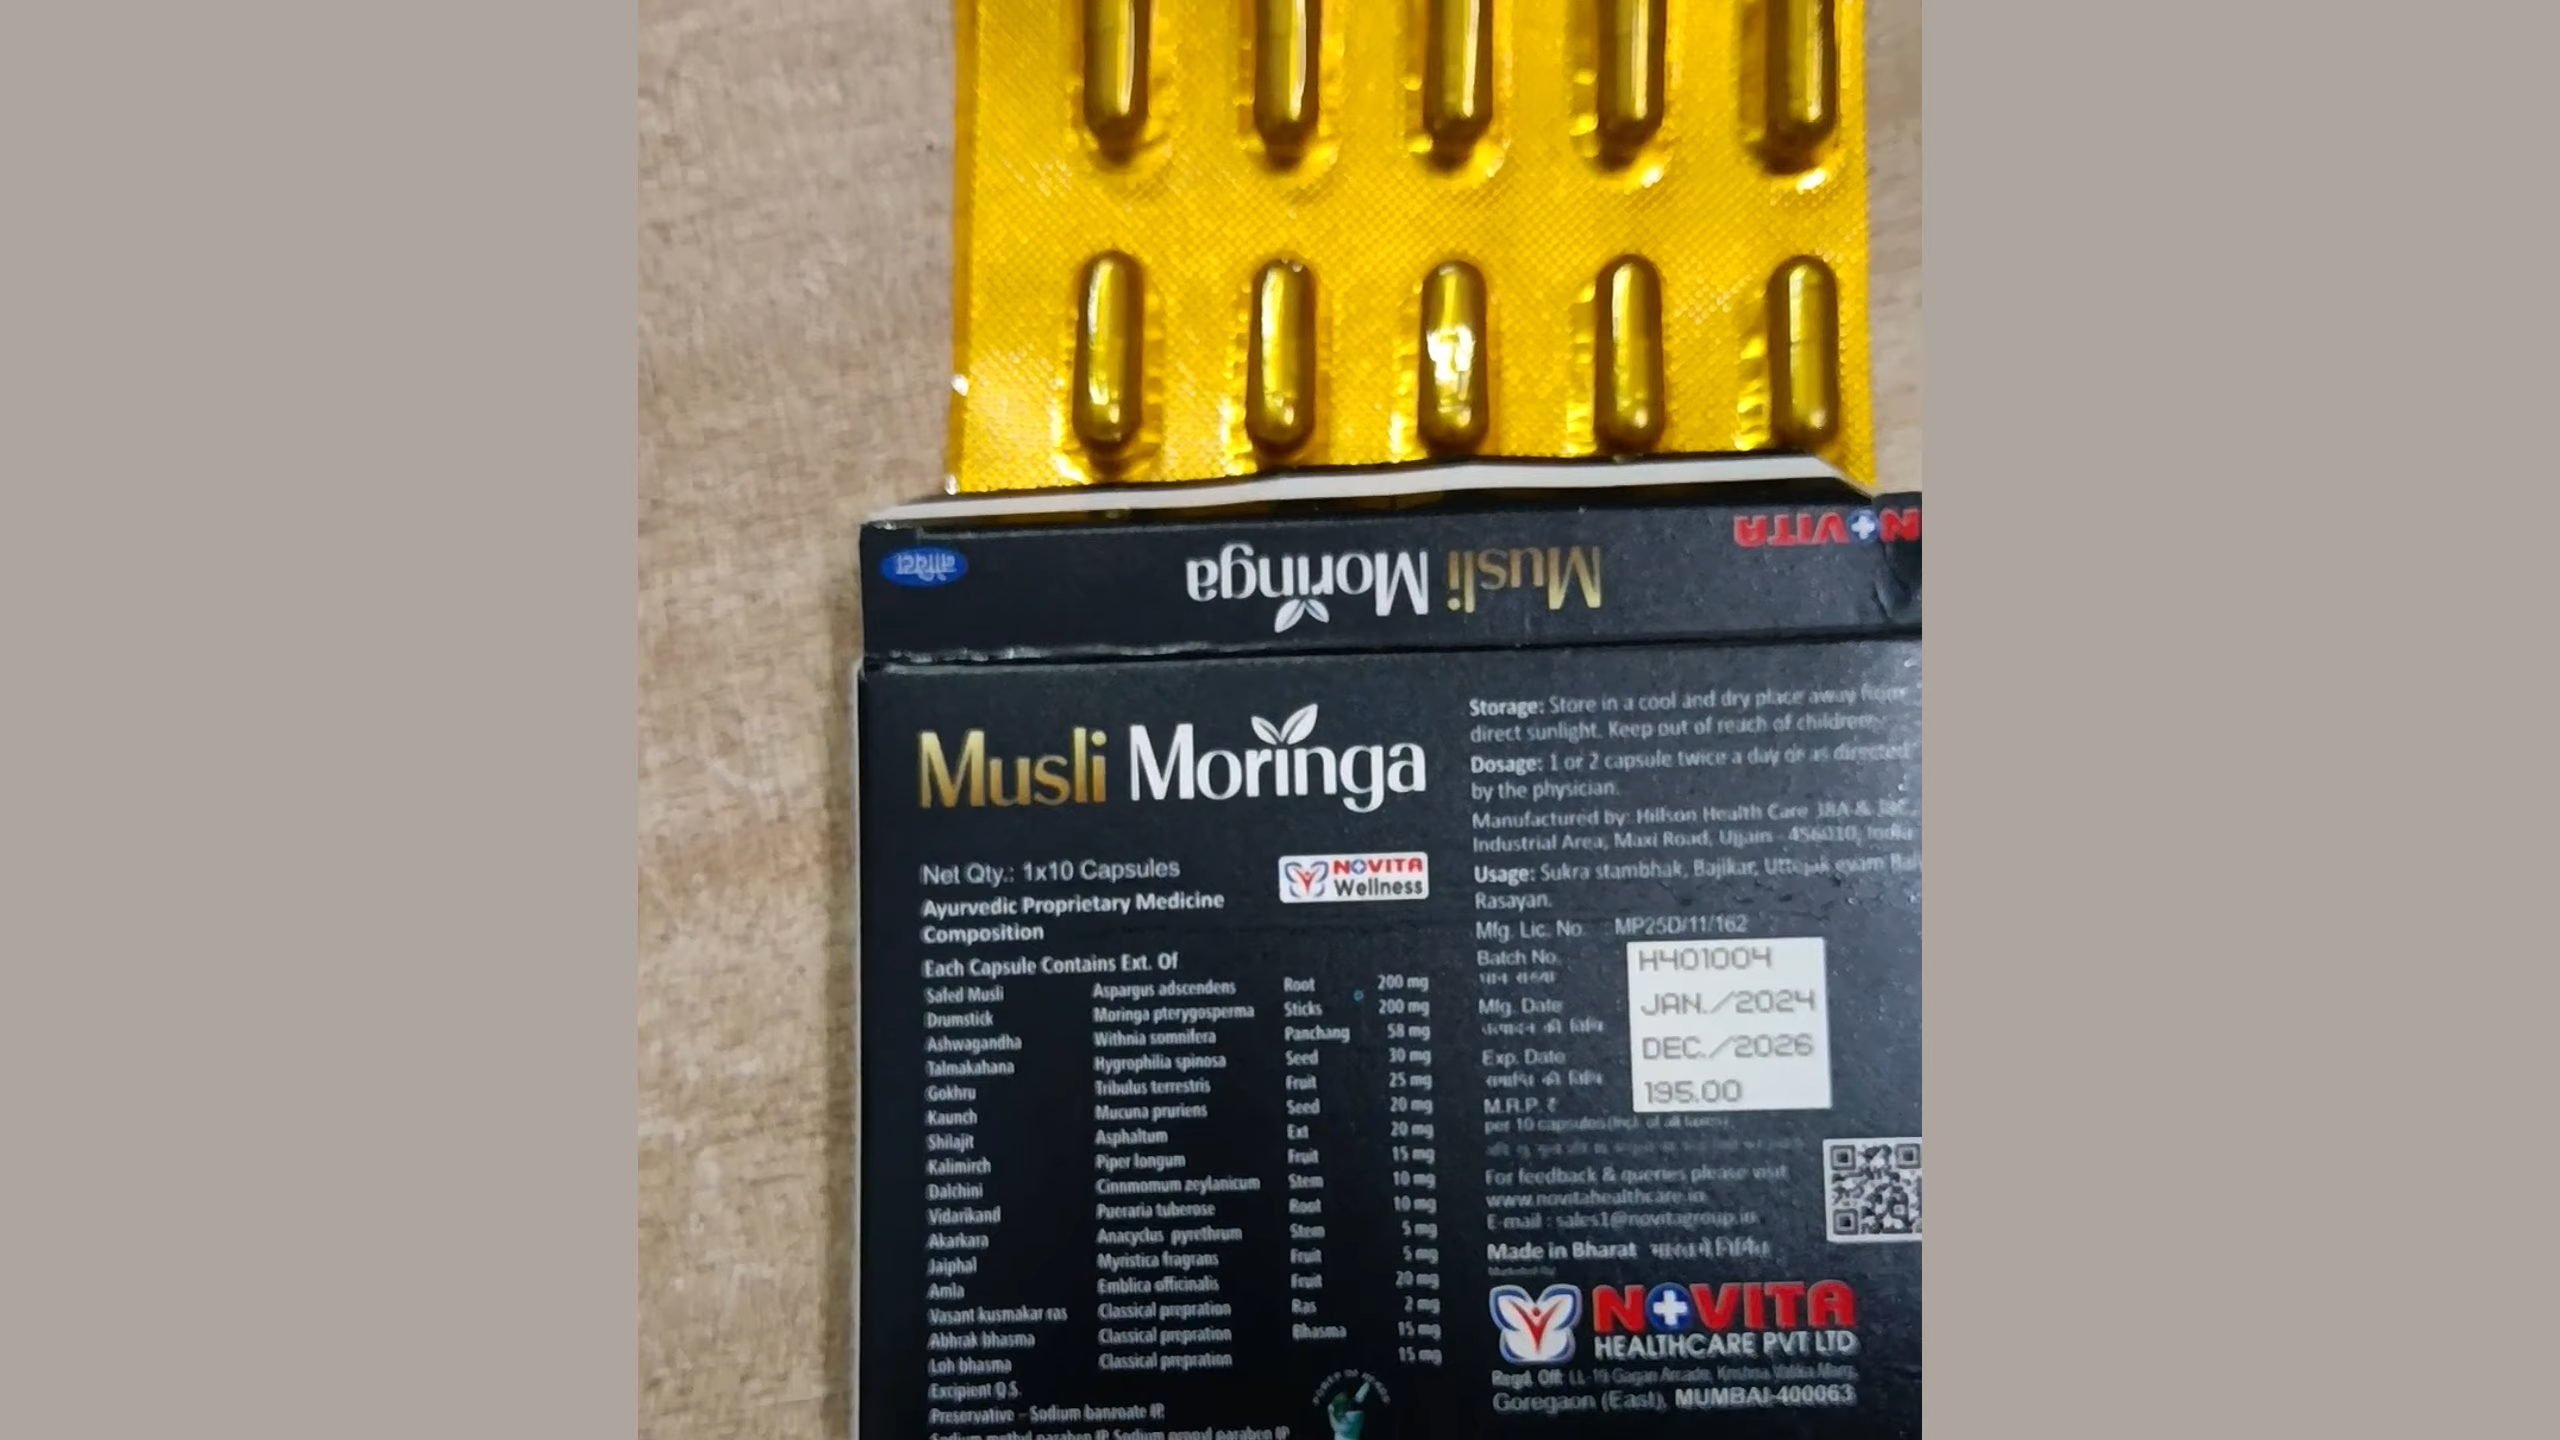 नोविटा
Musli Moringa
NOVITA
Musli Moringa
Net Qty.: 1x10 Capsules
NOVITA
Wellness
Ayurvedic Proprietary Medicine
Composition
Each Capsule Contains Ext. Of
Safed Musli Aspargus adscendens Root 200 mg
Drumstick Moringa pterygosperma Sticks 200 mg
Ashwagandha Withnia somnifera Panchang 58 mg
Talmakahana Hygrophilia spinosa Seed 30 mg
Gokhru Tribulus terrestris Fruit 25 mg
Kaunch Mucuna pruriens Seed 20 mg
Shilajit Asphaltum Ext 20 mg
Kalimirch Piper longum Fruit 15 mg
Dalchini Cinnmomum zeylanicum Stem 10 mg
Vidarikand Pueraria tuberose Root 10 mg
Akarkara Anacyclus pyrethrum Stem 5 mg
Jaiphal Myristica fragrans Fruit 5 mg
Amla Emblica officinalis Fruit 20 mg
Vasant kusmakar ras Classical prepration Ras 2 mg
Abhrak bhasma Classical prepration Bhasma 15 mg
Loh bhasma Classical prepration 15 mg
Excipient Q.S.
Preservative – Sodium banzoate IP.
Sodium methyl paraben IP. Sodium propyl paraben IP
Storage: Store in a cool and dry place away from
direct sunlight. Keep out of reach of children.
Dosage: 1 or 2 capsule twice a day or as directed
by the physician.
Manufactured by: Hillson Health Care 38A &
Industrial Area, Maxi Road, Ujjain - 456010, India
Usage: Sukra stambhak, Bajikar, Uttejak evam
Rasayan.
Mfg. Lic. No. : MP25D/11/162
Batch No. H401004
Mfg. Date JAN./2024
Exp. Date DEC./2026
M.R.P. ₹ 195.00
per 10 capsules (Incl. of all taxes)
For feedback & queries please visit
www.novitahealthcare.in
E-mail : sales1@novitagroup.in
Made in Bharat भारत में निर्मित
Marketed By:
NOVITA
HEALTHCARE PVT LTD
Regd. Off: LL-19 Gagan Arcade, Krishna Vatika Marg,
Goregaon (East), MUMBAI-400063